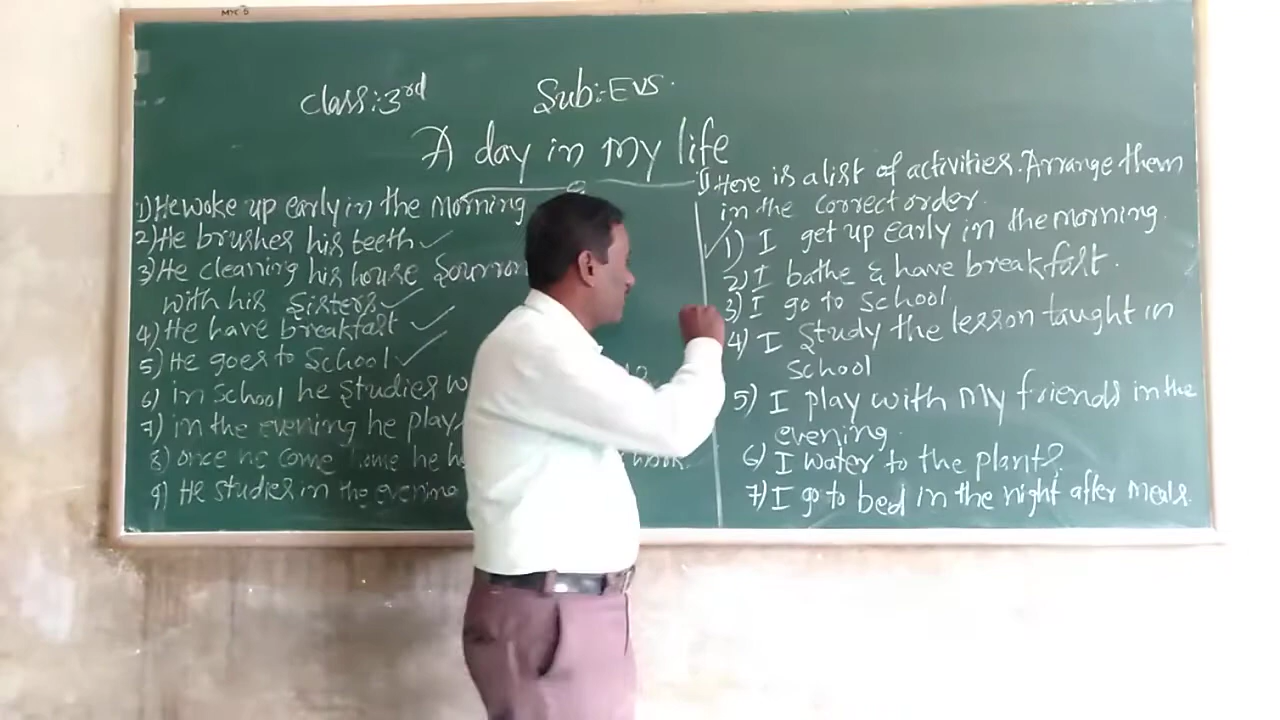 MYC D
Class:3rd Sub:-EVS.
A day in my life
1) He woke up early in the Morning
2) He brushes his teeth ✓
3) He cleaning his house
with his Sisters ✓
4) He have breakfast ✓
5) He goes to School ✓
6) in School he studies
7) in the evening he play
8) once he come home he
9) He studies in the evening
1) Here is a list of activities. Arrange them
in the correct order.
✓ 1) I get up early in the morning.
2) I bathe & have breakfast.
3) I go to School
4) I Study the lesson taught in
School
5) I play with my friends in the
evening.
6) I water to the plants.
7) I go to bed in the night after meals.